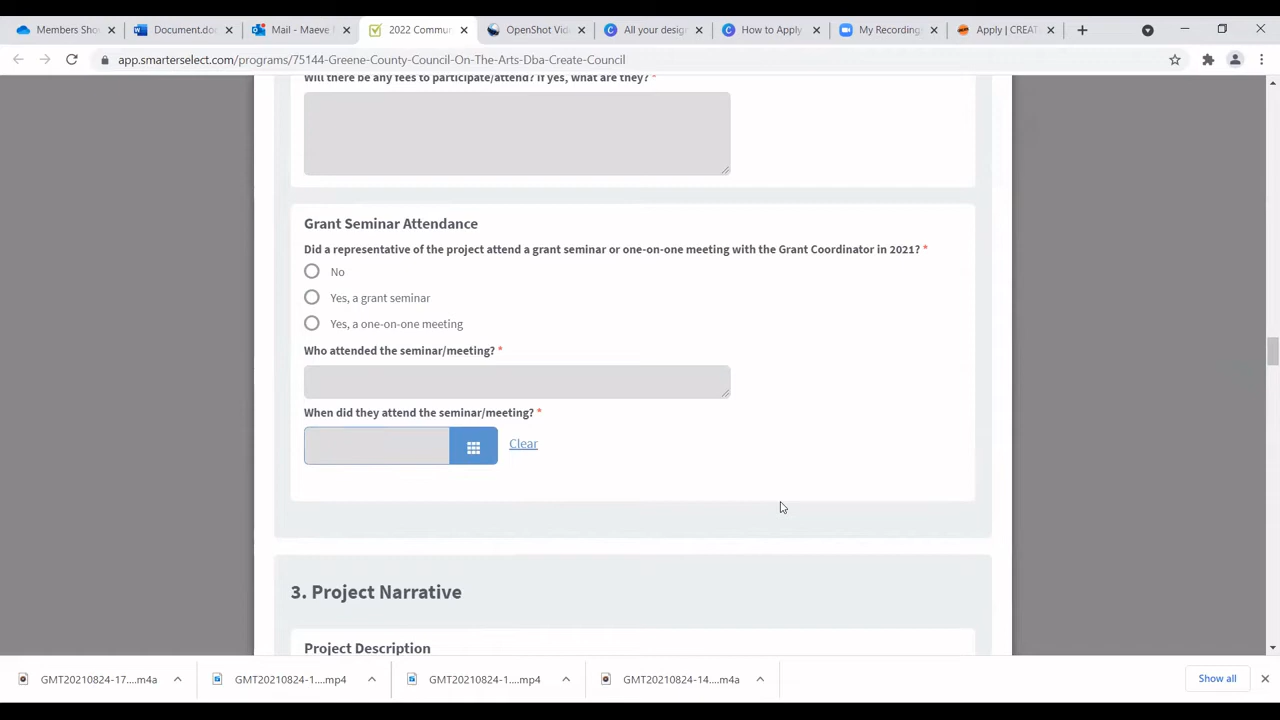 Members Sho
Document.do
Mail - Maeve
2022 Commu
OpenShot Vid
All your desig
How to Apply
My Recording
Apply | CREAT
app.smarterselect.com/programs/75144-Greene-County-Council-On-The-Arts-Dba-Create-Council
Will there be any fees to participate/attend? If yes, what are they? *
Grant Seminar Attendance
Did a representative of the project attend a grant seminar or one-on-one meeting with the Grant Coordinator in 2021? *
No
Yes, a grant seminar
Yes, a one-on-one meeting
Who attended the seminar/meeting? *
When did they attend the seminar/meeting? *
Clear
3. Project Narrative
Project Description
GMT20210824-17....m4a
GMT20210824-1....mp4
GMT20210824-1....mp4
GMT20210824-14....m4a
Show all